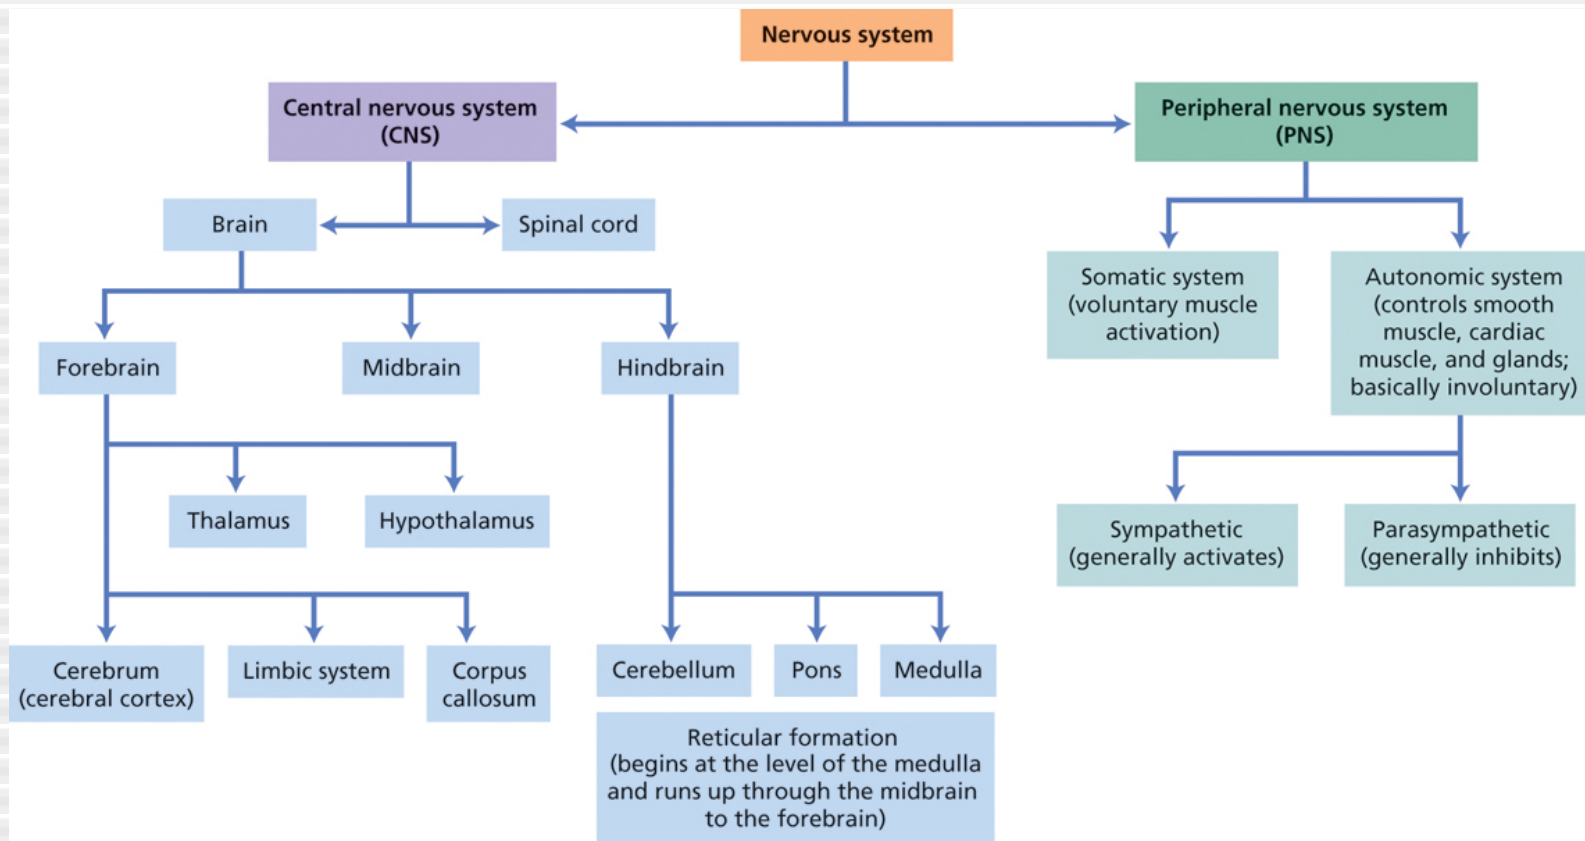 Nervous system
Central nervous system
(CNS)
Peripheral nervous system
(PNS)
Brain
Spinal cord
Somatic system
(voluntary muscle
activation)
Autonomic system
(controls smooth
muscle, cardiac
muscle, and glands;
basically involuntary)
Forebrain
Midbrain
Hindbrain
Thalamus
Hypothalamus
Sympathetic
(generally activates)
Parasympathetic
(generally inhibits)
Cerebrum
(cerebral cortex)
Limbic system
Corpus
callosum
Cerebellum
Pons
Medulla
Reticular formation
(begins at the level of the medulla
and runs up through the midbrain
to the forebrain)